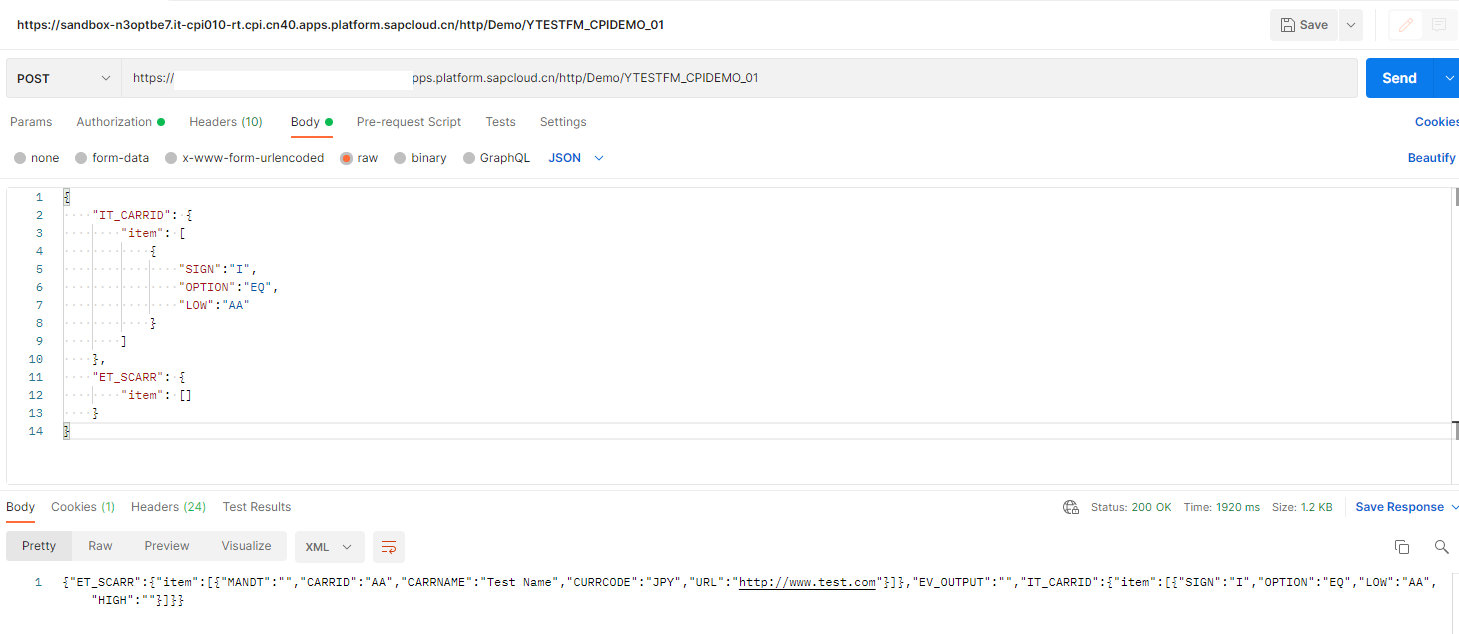 https://sandbox-n3optbe7.it-cpi010-rt.cpi.cn40.apps.platform.sapcloud.cn/http/Demo/YTESTFM_CPIDEMO_01 Save
POST https:// pps.platform.sapcloud.cn/http/Demo/YTESTFM_CPIDEMO_01 Send
Params Authorization Headers (10) Body Pre-request Script Tests Settings Cookies
none form-data x-www-form-urlencoded raw binary GraphQL JSON Beautify
1 {
2 "IT_CARRID": {
3 "item": [
4 {
5 "SIGN":"I",
6 "OPTION":"EQ",
7 "LOW":"AA"
8 }
9 ]
10 },
11 "ET_SCARR": {
12 "item": []
13 }
14 }
Body Cookies (1) Headers (24) Test Results Status: 200 OK Time: 1920 ms Size: 1.2 KB Save Response
Pretty Raw Preview Visualize XML
1 {"ET_SCARR":{"item":[{"MANDT":"","CARRID":"AA","CARRNAME":"Test Name","CURRCODE":"JPY","URL":"http://www.test.com"}]},"EV_OUTPUT":"","IT_CARRID":{"item":[{"SIGN":"I","OPTION":"EQ","LOW":"AA",
"HIGH":""}]}}